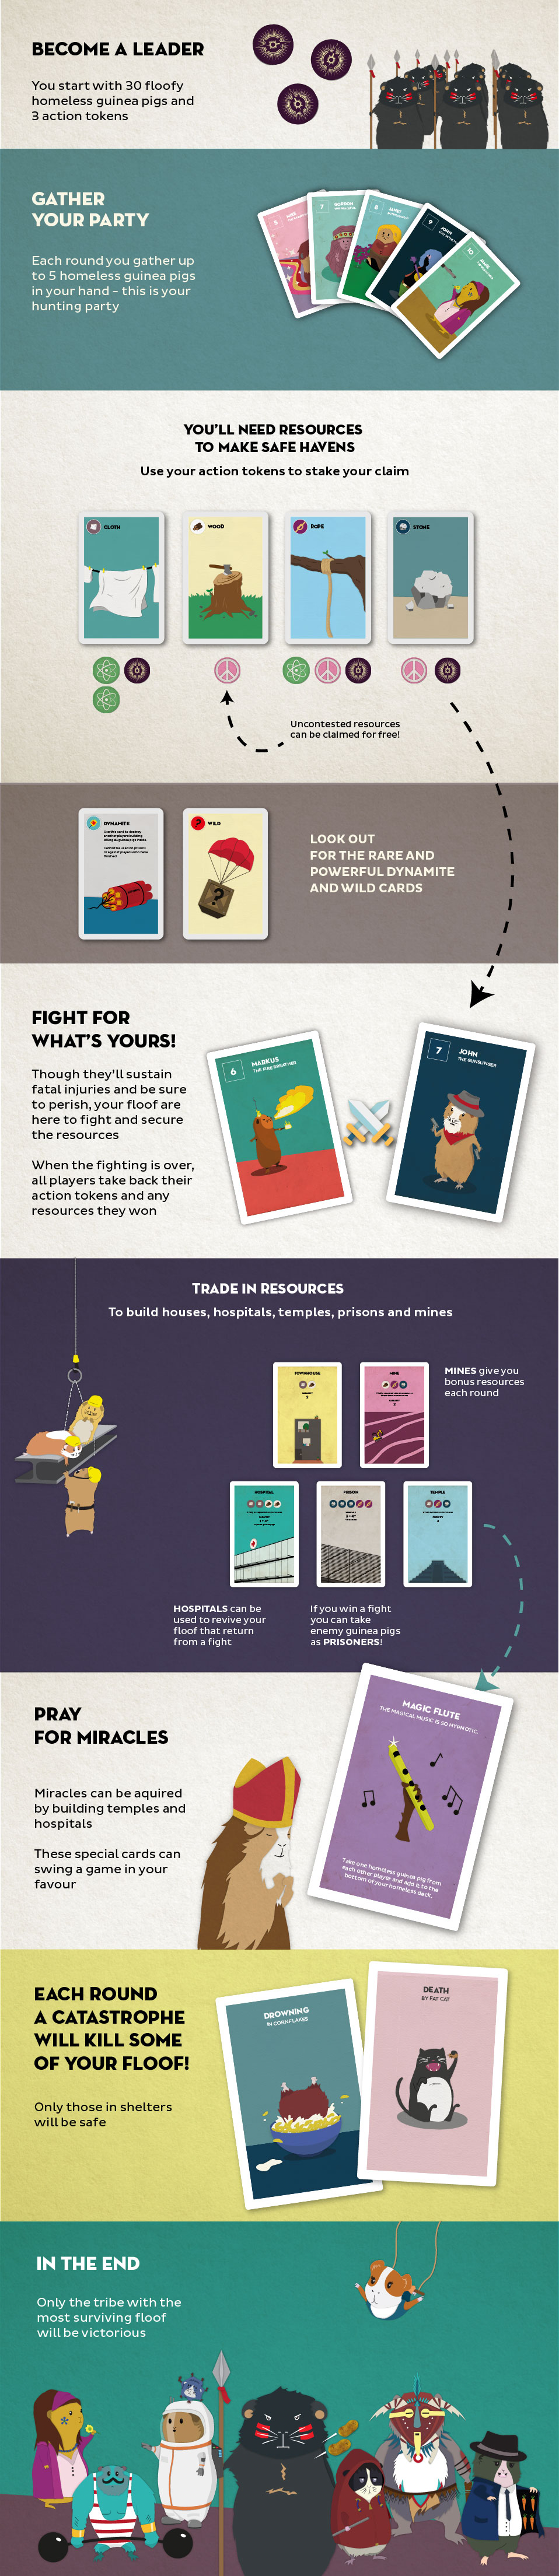 BECOME A LEADER
You start with 30 floofy
homeless guinea pigs and
3 action tokens
GATHER
YOUR PARTY
Each round you gather up
to 5 homeless guinea pigs
in your hand - this is your
hunting party
5
7
8
9
JOHN
10
YOU'LL NEED RESOURCES
TO MAKE SAFE HAVENS
Use your action tokens to stake your claim
CLOTH
WOOD
ROPE
STONE
Uncontested resources
can be claimed for free!
DYNAMITE
? WILD
?
LOOK OUT
FOR THE RARE AND
POWERFUL DYNAMITE
AND WILD CARDS
FIGHT FOR
WHAT'S YOURS!
Though they'll sustain
fatal injuries and be sure
to perish, your floof are
here to fight and secure
the resources
When the fighting is over,
all players take back their
action tokens and any
resources they won
6
MARKUS
THE FIRE BREATHER
7
JOHN
THE GUNSLINGER
TRADE IN RESOURCES
To build houses, hospitals, temples, prisons and mines
TOWNHOUSE
MINE
MINES give you
bonus resources
each round
HOSPITAL
PRISON
TEMPLE
HOSPITALS can be
used to revive your
floof that return
from a fight
If you win a fight
you can take
enemy guinea pigs
as PRISONERS!
PRAY
FOR MIRACLES
Miracles can be aquired
by building temples and
hospitals
These special cards can
swing a game in your
favour
MAGIC FLUTE
THE MAGICAL MUSIC IS SO HYPNOTIC.
Take one homeless guinea pig from
each other player and add it to the
bottom of your homeless deck.
EACH ROUND
A CATASTROPHE
WILL KILL SOME
OF YOUR FLOOF!
Only those in shelters
will be safe
DROWNING
IN CORNFLAKES
DEATH
BY FAT CAT
IN THE END
Only the tribe with the
most surviving floof
will be victorious